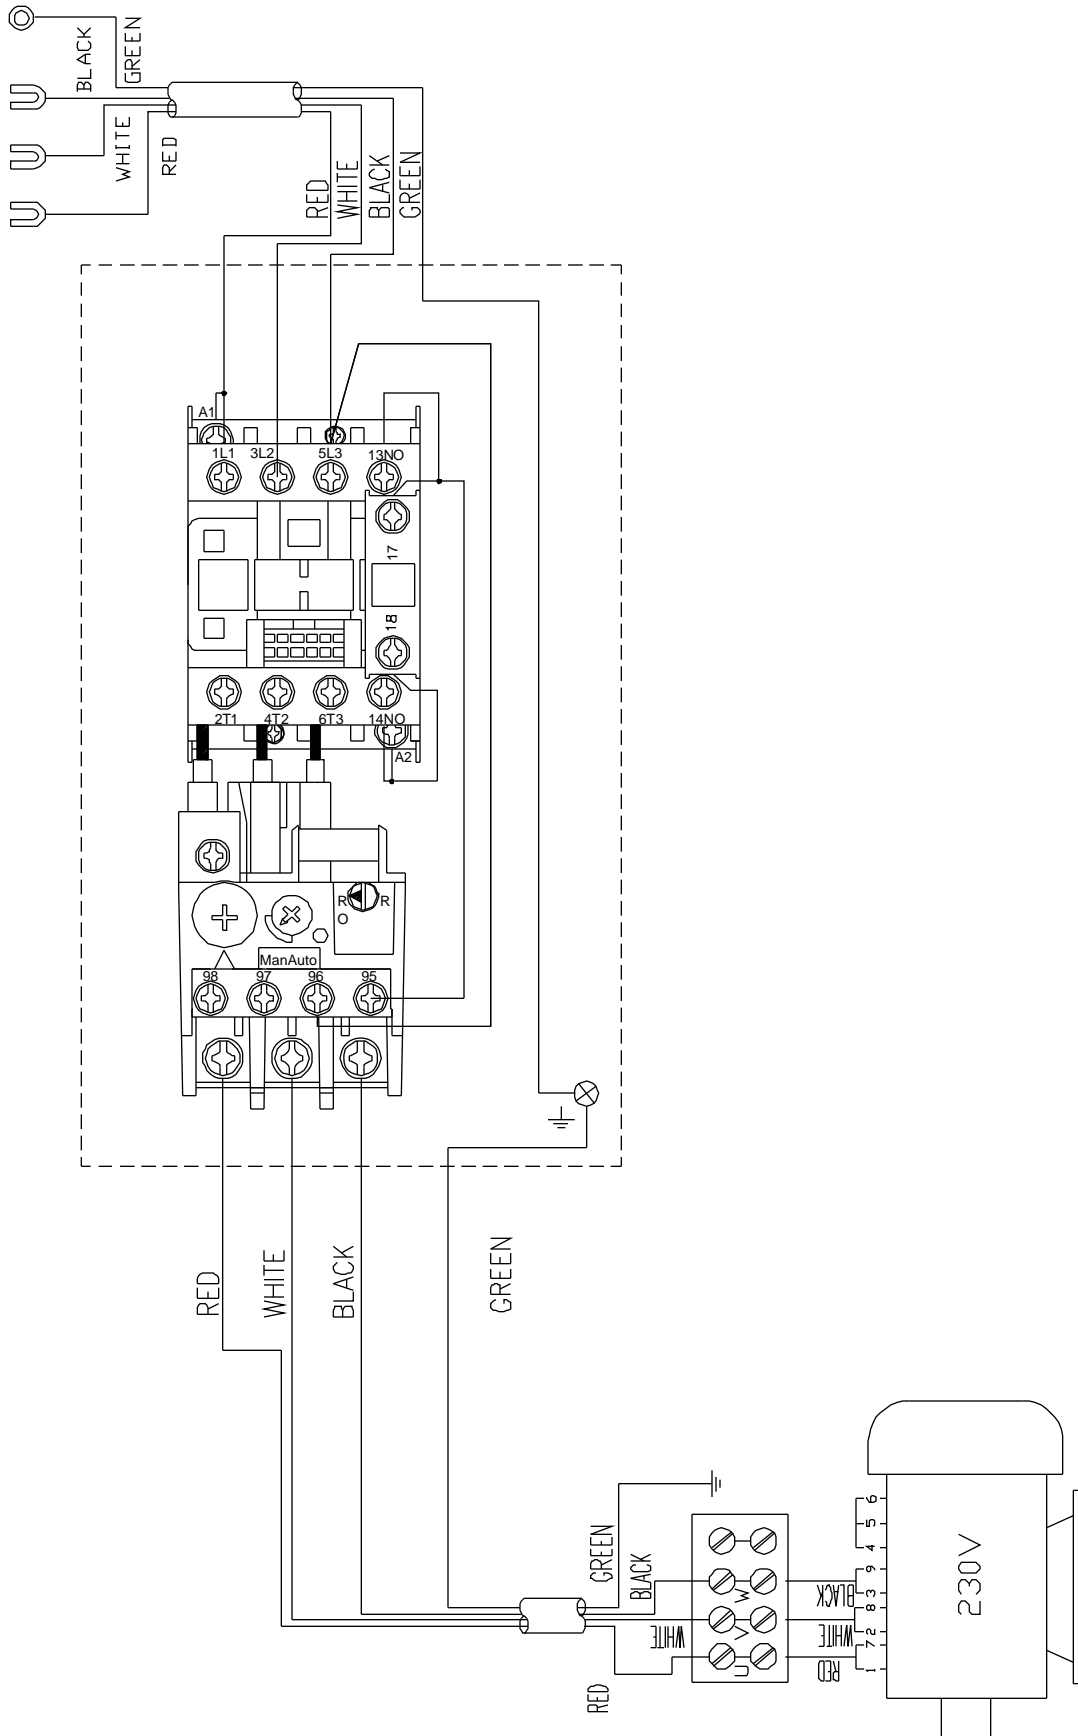 BLACK
GREEN
WHITE
RED
RED
WHITE
BLACK
GREEN
A1
1L1 3L2 5L3 13NO
17
18
2T1 4T2 6T3 14NO
A2
R R
O
ManAuto
98 97 96 95
RED
WHITE
BLACK
GREEN
GREEN
BLACK
WHITE
RED
W
V
U
BLACK
WHITE
RED
6
5
4
9
3
8
2
7
1
230V